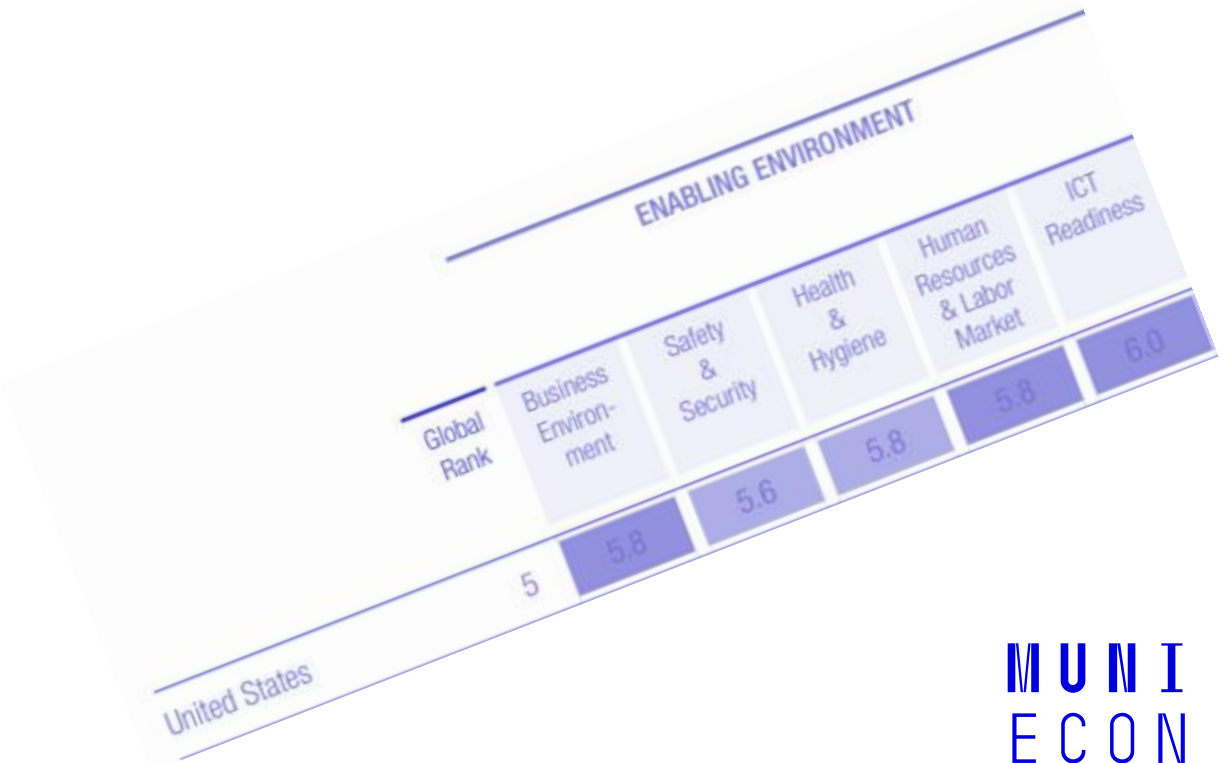 ENABLING ENVIRONMENT
Global
Rank
Business
Environ-
ment
Safety
&
Security
Health
&
Hygiene
Human
Resources
& Labor
Market
ICT
Readiness
United States 5 5.8 5.6 5.8 5.8 6.0
MUNI
ECON